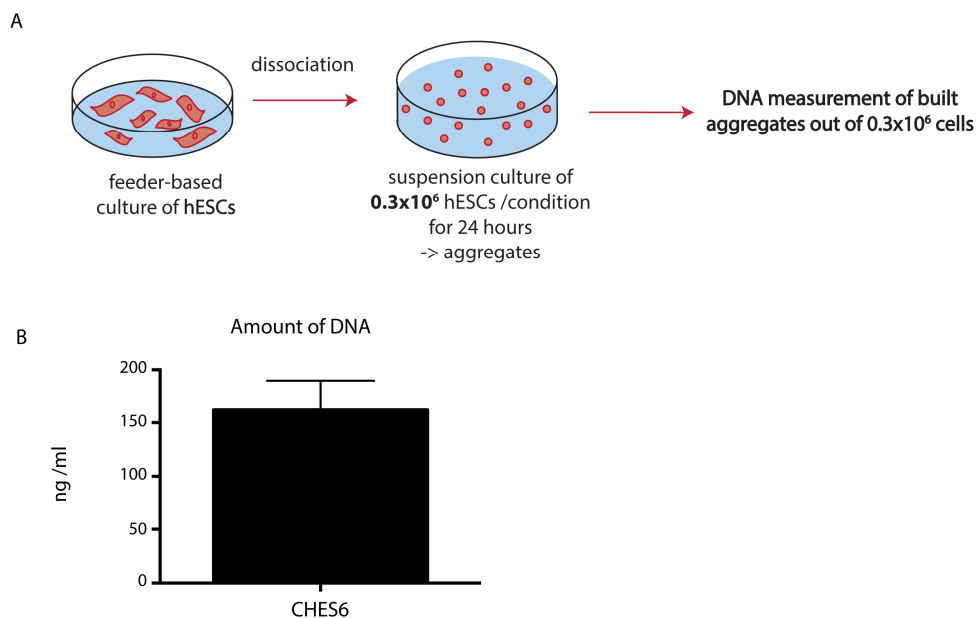 A
dissociation
feeder-based
culture of hESCs
suspension culture of
0.3x10⁶ hESCs /condition
for 24 hours
-> aggregates
DNA measurement of built
aggregates out of 0.3x10⁶ cells
B
Amount of DNA
ng /ml
200
150
100
50
0
CHES6